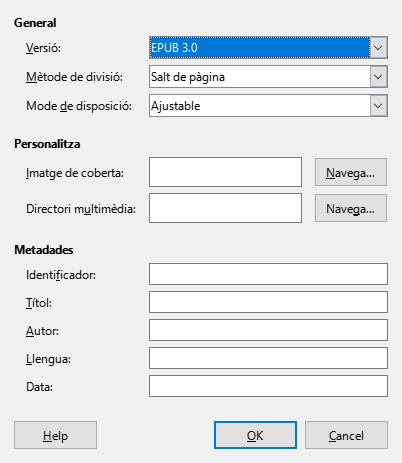 General
Versió: EPUB 3.0
Mètode de divisió: Salt de pàgina
Mode de disposició: Ajustable
Personalitza
Imatge de coberta: Navega...
Directori multimèdia: Navega...
Metadades
Identificador:
Títol:
Autor:
Llengua:
Data:
Help OK Cancel